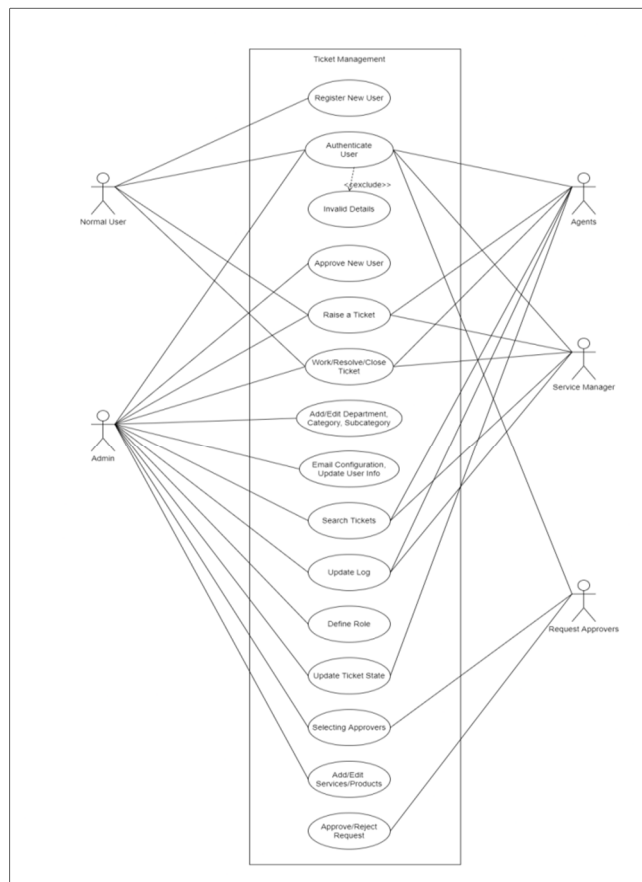 Ticket Management
Register New User
Authenticate
User
<<exclude>>
Invalid Details
Normal User
Agents
Approve New User
Raise a Ticket
Work/Resolve/Close
Ticket
Service Manager
Add/Edit Department,
Category, Subcategory
Admin
Email Configuration,
Update User Info
Search Tickets
Update Log
Define Role
Request Approvers
Update Ticket State
Selecting Approvers
Add/Edit
Services/Products
Approve/Reject
Request